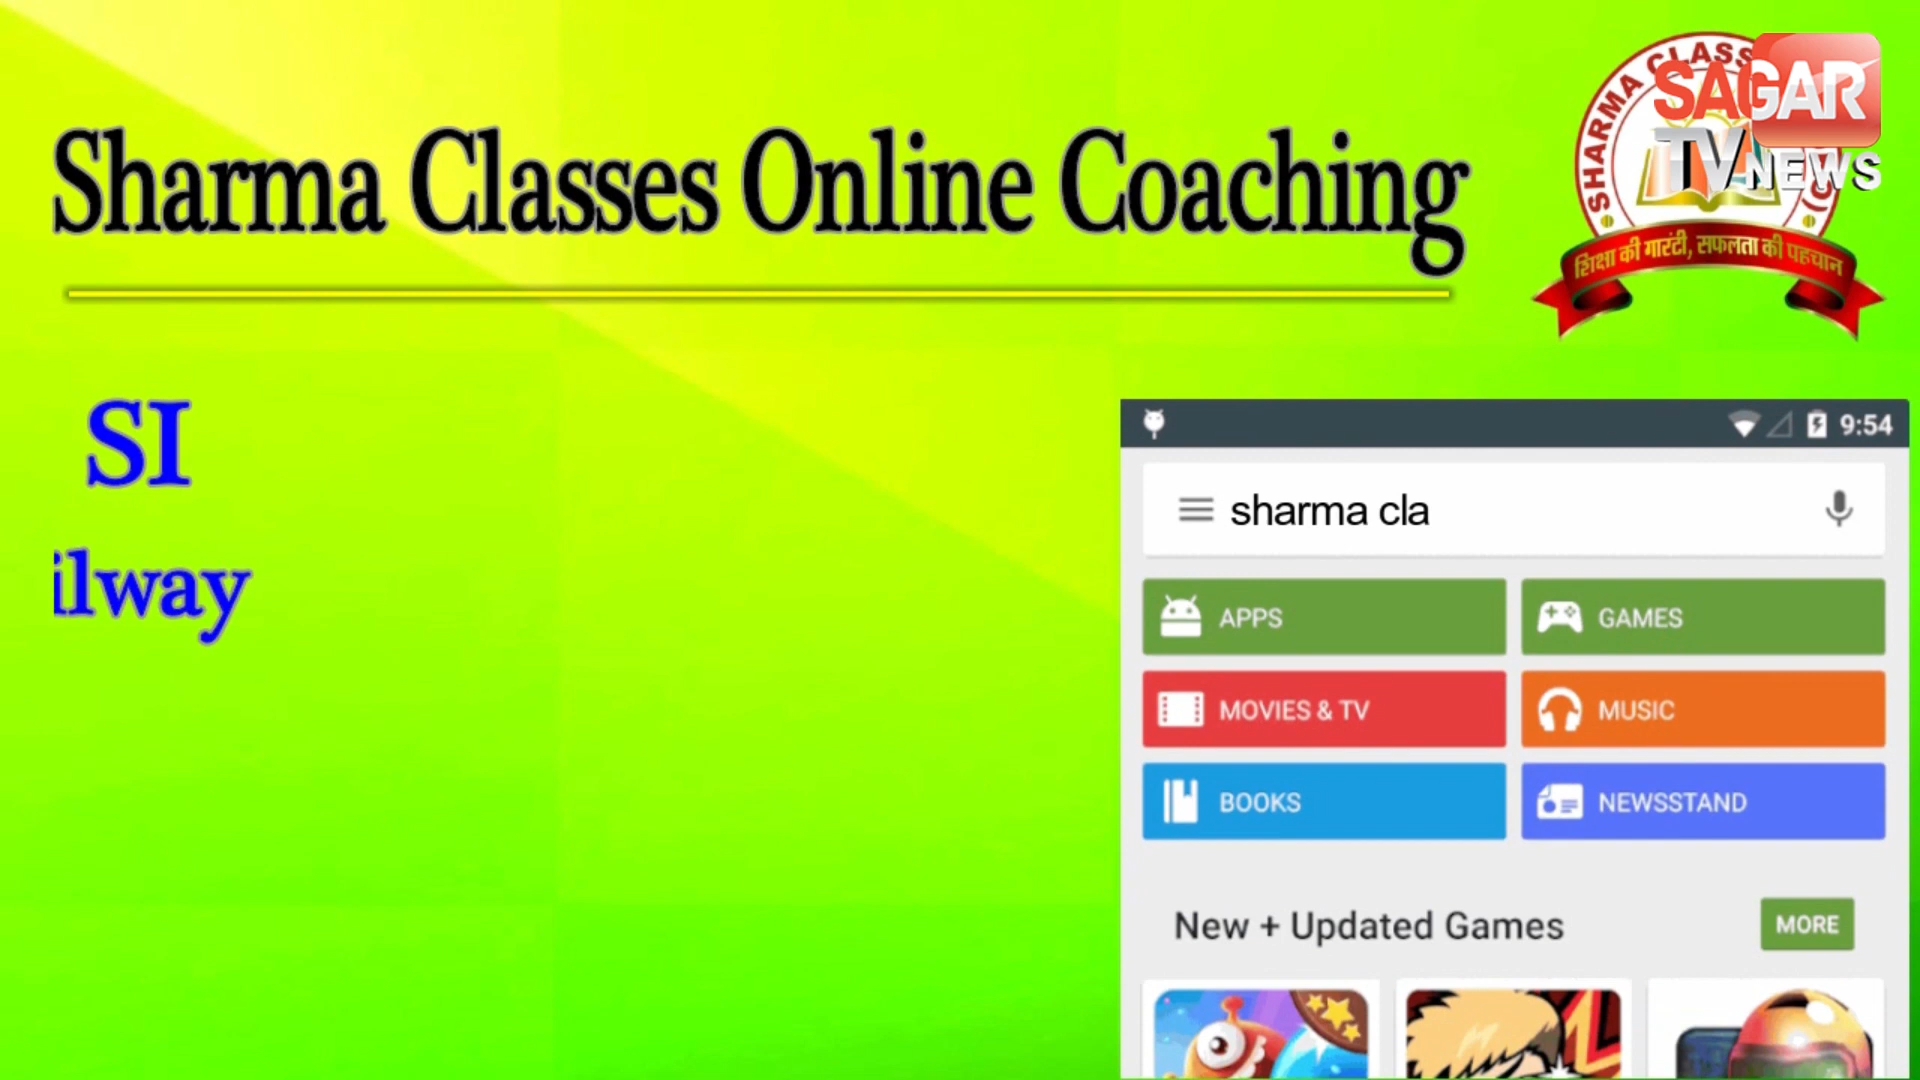 Sharma Classes Online Coaching
SHARMA CLASS
SAGAR
TV NEWS
शिक्षा की गारंटी, सफलता की पहचान
SI
ilway
9:54
sharma cla
APPS
GAMES
MOVIES & TV
MUSIC
BOOKS
NEWSSTAND
New + Updated Games
MORE